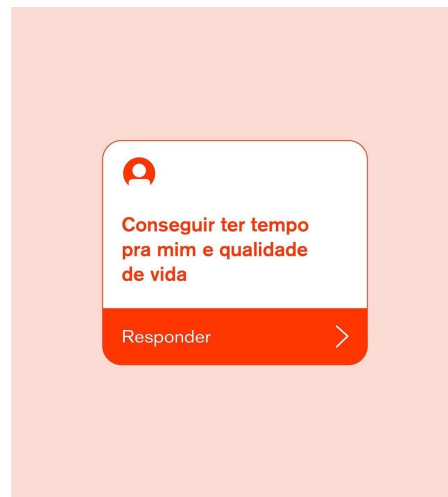 Conseguir ter tempo
pra mim e qualidade
de vida
Responder